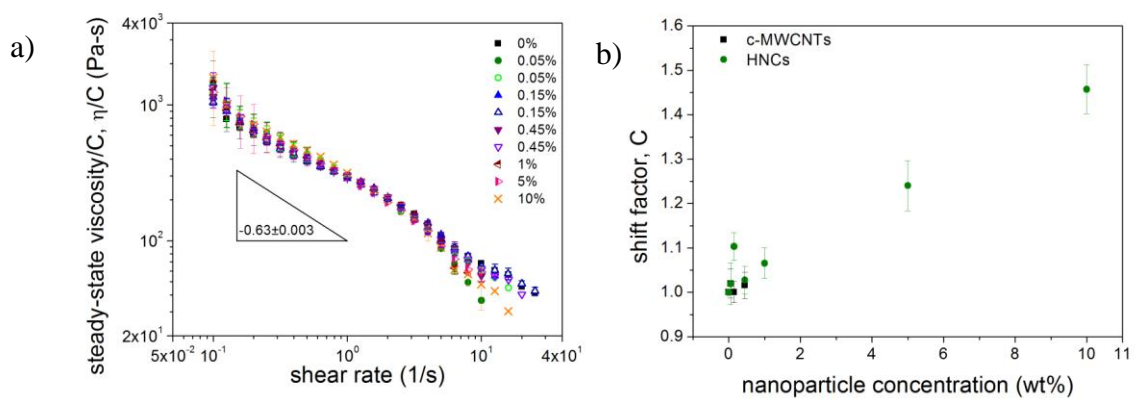 a)
steady-state viscosity/C, η/C (Pa-s)
4x10³
10³
10²
2x10¹
0%
0.05%
0.05%
0.15%
0.15%
0.45%
0.45%
1%
5%
10%
-0.63±0.003
5x10⁻² 10⁻¹ 10⁰ 10¹ 4x10¹
shear rate (1/s)
b)
shift factor, C
1.6
1.5
1.4
1.3
1.2
1.1
1.0
0.9
c-MWCNTs
HNCs
0 2 4 6 8 10 11
nanoparticle concentration (wt%)